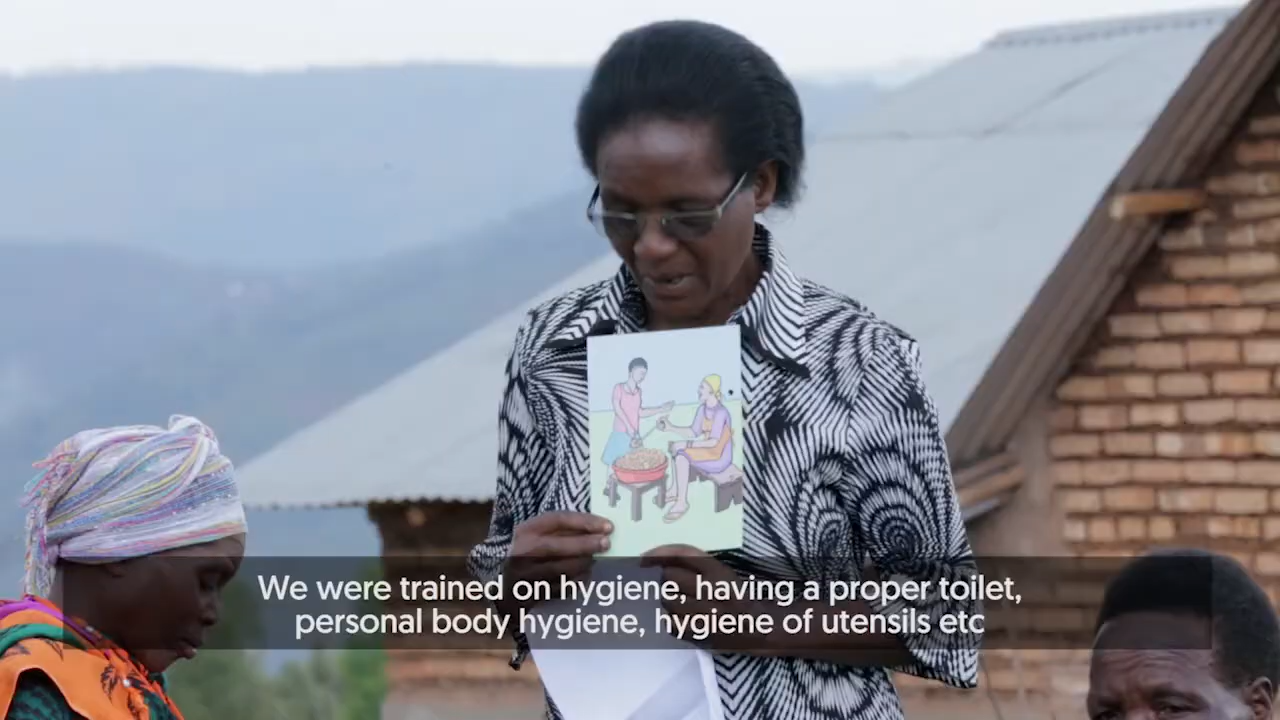 We were trained on hygiene, having a proper toilet,
personal body hygiene, hygiene of utensils etc